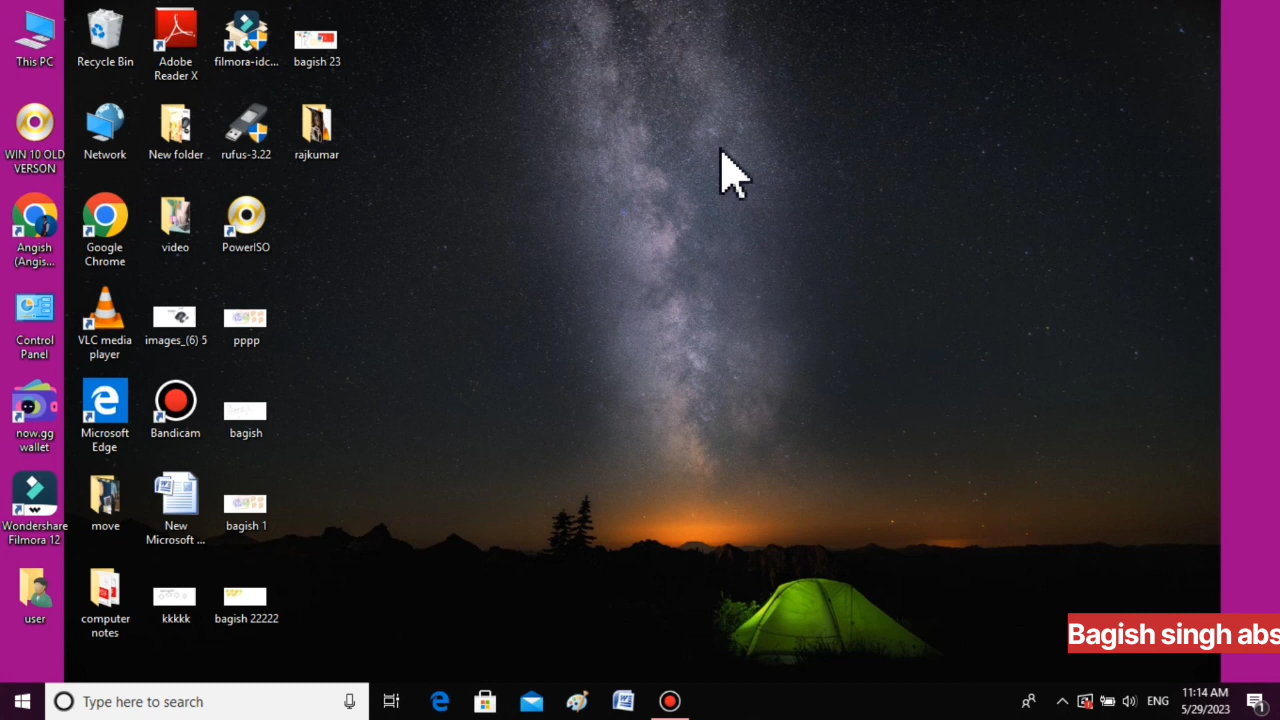 This PC
Recycle Bin
Adobe
Reader X
filmora-idc...
bagish 23
WIN 10 OLD
VERSON
Network
New folder
rufus-3.22
rajkumar
Angish
(Angis...
Google
Chrome
video
PowerISO
Control
Panel
VLC media
player
images_(6) 5
pppp
now.gg
wallet
Microsoft
Edge
Bandicam
bagish
Wondershare
Filmora 12
move
New
Microsoft ...
bagish 1
user
computer
notes
kkkkk
bagish 22222
Bagish singh abs
Type here to search
ENG
11:14 AM
5/29/2023
1